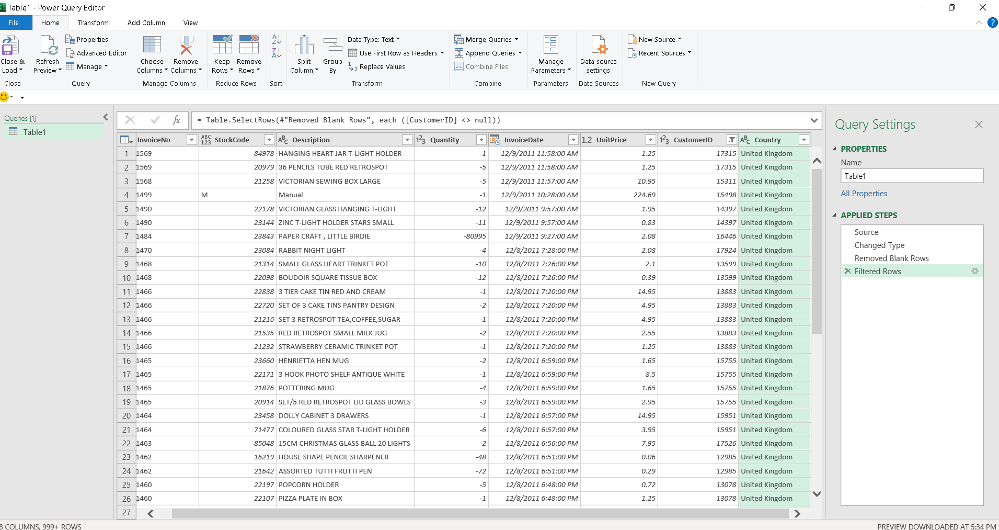 Table1 - Power Query Editor
File Home Transform Add Column View
Close & Load
Close
Refresh Preview
Properties
Advanced Editor
Manage
Query
Choose Columns
Remove Columns
Manage Columns
Keep Rows
Remove Rows
Reduce Rows
Sort
Split Column
Group By
Data Type: Text
Use First Row as Headers
Replace Values
Transform
Merge Queries
Append Queries
Combine Files
Combine
Manage Parameters
Parameters
Data source settings
Data Sources
New Source
Recent Sources
New Query
Queries [1]
Table1
fx = Table.SelectRows(#"Removed Blank Rows", each ([CustomerID] <> null))
InvoiceNo ABC 123 StockCode ABC Description 123 Quantity InvoiceDate 1.2 UnitPrice 123 CustomerID ABC Country
1 1569 84978 HANGING HEART JAR T-LIGHT HOLDER -1 12/9/2011 11:58:00 AM 1.25 17315 United Kingdom
2 1569 20979 36 PENCILS TUBE RED RETROSPOT -5 12/9/2011 11:58:00 AM 1.25 17315 United Kingdom
3 1568 21258 VICTORIAN SEWING BOX LARGE -5 12/9/2011 11:57:00 AM 10.95 15311 United Kingdom
4 1499 M Manual -1 12/9/2011 10:28:00 AM 224.69 15498 United Kingdom
5 1490 22178 VICTORIAN GLASS HANGING T-LIGHT -12 12/9/2011 9:57:00 AM 1.95 14397 United Kingdom
6 1490 23144 ZINC T-LIGHT HOLDER STARS SMALL -11 12/9/2011 9:57:00 AM 0.83 14397 United Kingdom
7 1484 23843 PAPER CRAFT , LITTLE BIRDIE -80995 12/9/2011 9:27:00 AM 2.08 16446 United Kingdom
8 1470 23084 RABBIT NIGHT LIGHT -4 12/8/2011 7:28:00 PM 2.08 17924 United Kingdom
9 1468 21314 SMALL GLASS HEART TRINKET POT -10 12/8/2011 7:26:00 PM 2.1 13599 United Kingdom
10 1468 22098 BOUDOIR SQUARE TISSUE BOX -12 12/8/2011 7:26:00 PM 0.39 13599 United Kingdom
11 1466 22838 3 TIER CAKE TIN RED AND CREAM -1 12/8/2011 7:20:00 PM 14.95 13883 United Kingdom
12 1466 22720 SET OF 3 CAKE TINS PANTRY DESIGN -2 12/8/2011 7:20:00 PM 4.95 13883 United Kingdom
13 1466 21216 SET 3 RETROSPOT TEA,COFFEE,SUGAR -1 12/8/2011 7:20:00 PM 4.95 13883 United Kingdom
14 1466 21535 RED RETROSPOT SMALL MILK JUG -2 12/8/2011 7:20:00 PM 2.55 13883 United Kingdom
15 1466 21232 STRAWBERRY CERAMIC TRINKET POT -1 12/8/2011 7:20:00 PM 1.25 13883 United Kingdom
16 1465 23660 HENRIETTA HEN MUG -2 12/8/2011 6:59:00 PM 1.65 15755 United Kingdom
17 1465 22171 3 HOOK PHOTO SHELF ANTIQUE WHITE -1 12/8/2011 6:59:00 PM 8.5 15755 United Kingdom
18 1465 21876 POTTERING MUG -4 12/8/2011 6:59:00 PM 1.65 15755 United Kingdom
19 1465 20914 SET/5 RED RETROSPOT LID GLASS BOWLS -3 12/8/2011 6:59:00 PM 2.95 15755 United Kingdom
20 1464 23458 DOLLY CABINET 3 DRAWERS -1 12/8/2011 6:57:00 PM 14.95 15951 United Kingdom
21 1464 71477 COLOURED GLASS STAR T-LIGHT HOLDER -6 12/8/2011 6:57:00 PM 3.95 15951 United Kingdom
22 1463 85048 15CM CHRISTMAS GLASS BALL 20 LIGHTS -2 12/8/2011 6:56:00 PM 7.95 17526 United Kingdom
23 1462 16219 HOUSE SHAPE PENCIL SHARPENER -48 12/8/2011 6:51:00 PM 0.06 12985 United Kingdom
24 1462 21642 ASSORTED TUTTI FRUTTI PEN -72 12/8/2011 6:51:00 PM 0.29 12985 United Kingdom
25 1460 22197 POPCORN HOLDER -5 12/8/2011 6:48:00 PM 0.72 13078 United Kingdom
26 1460 22107 PIZZA PLATE IN BOX -1 12/8/2011 6:48:00 PM 1.25 13078 United Kingdom
27
Query Settings
PROPERTIES
Name
Table1
All Properties
APPLIED STEPS
Source
Changed Type
Removed Blank Rows
Filtered Rows
8 COLUMNS, 999+ ROWS
PREVIEW DOWNLOADED AT 5:34 PM